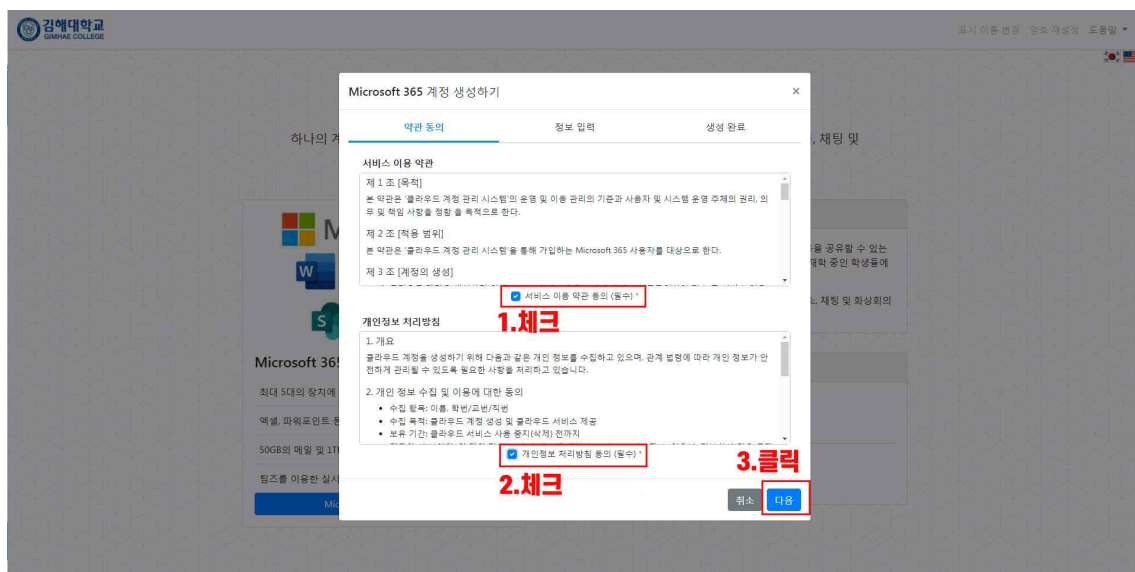 김해대학교
GIMHAE COLLEGE
표시 이름 변경 암호 재설정 도움말
Microsoft 365 계정 생성하기
×
약관 동의 정보 입력 생성 완료
하나의 계
, 채팅 및
서비스 이용 약관
제 1 조 [목적]
본 약관은 '클라우드 계정 관리 시스템'의 운영 및 이용 관리의 기준과 사용자 및 시스템 운영 주체의 권리, 의
무 및 책임 사항을 정함 을 목적으로 한다.
제 2 조 [적용 범위]
본 약관은 '클라우드 계정 관리 시스템'을 통해 가입하는 Microsoft 365 사용자를 대상으로 한다.
제 3 조 [계정의 생성]
을 공유할 수 있는
재학 중인 학생들에
서비스 이용 약관 동의 (필수) *
1.체크
, 채팅 및 화상회의
개인정보 처리방침
1. 개요
클라우드 계정을 생성하기 위해 다음과 같은 개인 정보를 수집하고 있으며, 관계 법령에 따라 개인 정보가 안
전하게 관리될 수 있도록 필요한 사항을 처리하고 있습니다.
2. 개인 정보 수집 및 이용에 대한 동의
• 수집 항목: 이름, 학번/교번/직번
• 수집 목적: 클라우드 계정 생성 및 클라우드 서비스 제공
• 보유 기간: 클라우드 서비스 사용 중지(삭제) 전까지
Microsoft 365
최대 5대의 장치에
엑셀, 파워포인트 등
50GB의 메일 및 1T
팀즈를 이용한 실시
Mic
개인정보 처리방침 동의 (필수) *
2.체크
3.클릭
취소 다음